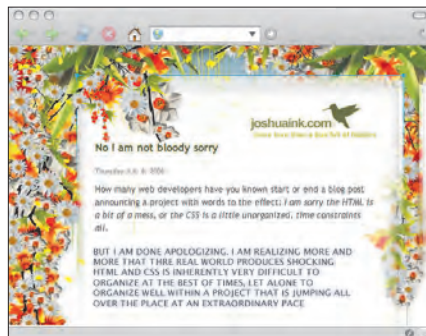 joshuaink.com
No I am not bloody sorry
How many web developers have you known start or end a blog post
announcing a project with words to the effect: I am sorry the HTML is
a bit of a mess, or the CSS is a little unorganized, time constraints
all.
BUT I AM DONE APOLOGIZING. I AM REALIZING MORE AND
MORE THAT THRE REAL WORLD PRODUCES SHOCKING
HTML AND CSS IS INHERENTLY VERY DIFFICULT TO
ORGANIZE AT THE BEST OF TIMES, LET ALONE TO
ORGANIZE WELL WITHIN A PROJECT THAT IS JUMPING ALL
OVER THE PLACE AT AN EXTRAORDINARY PACE